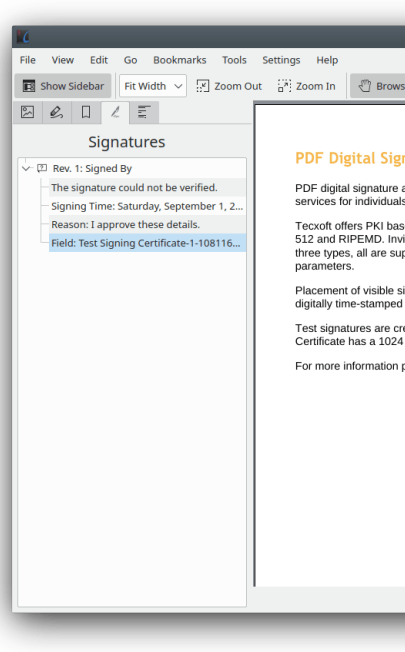 File View Edit Go Bookmarks Tools Settings Help
Show Sidebar Fit Width Zoom Out Zoom In Brows
Signatures
Rev. 1: Signed By
The signature could not be verified.
Signing Time: Saturday, September 1, 2...
Reason: I approve these details.
Field: Test Signing Certificate-1-108116...
PDF Digital Sign
PDF digital signature a
services for individuals
Tecxoft offers PKI bas
512 and RIPEMD. Invi
three types, all are sup
parameters.
Placement of visible si
digitally time-stamped
Test signatures are cre
Certificate has a 1024
For more information p